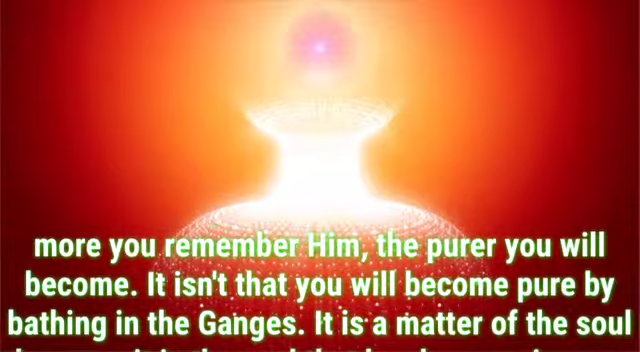 more you remember Him, the purer you will
become. It isn't that you will become pure by
bathing in the Ganges. It is a matter of the soul